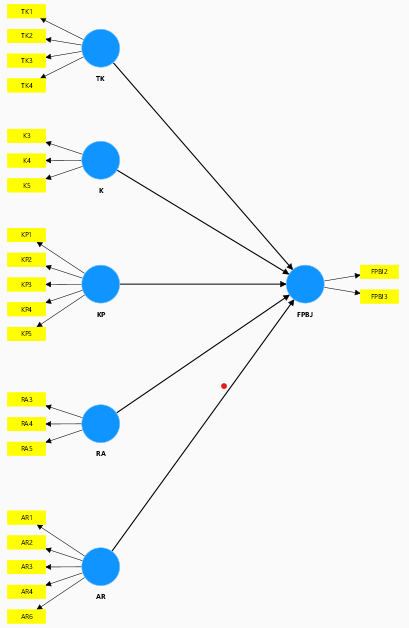 TK1
TK2
TK3
TK4
TK
K3
K4
K5
K
KP1
KP2
KP3
KP4
KP5
KP
FPBJ2
FPBJ3
FPBJ
RA3
RA4
RA5
RA
AR1
AR2
AR3
AR4
AR6
AR